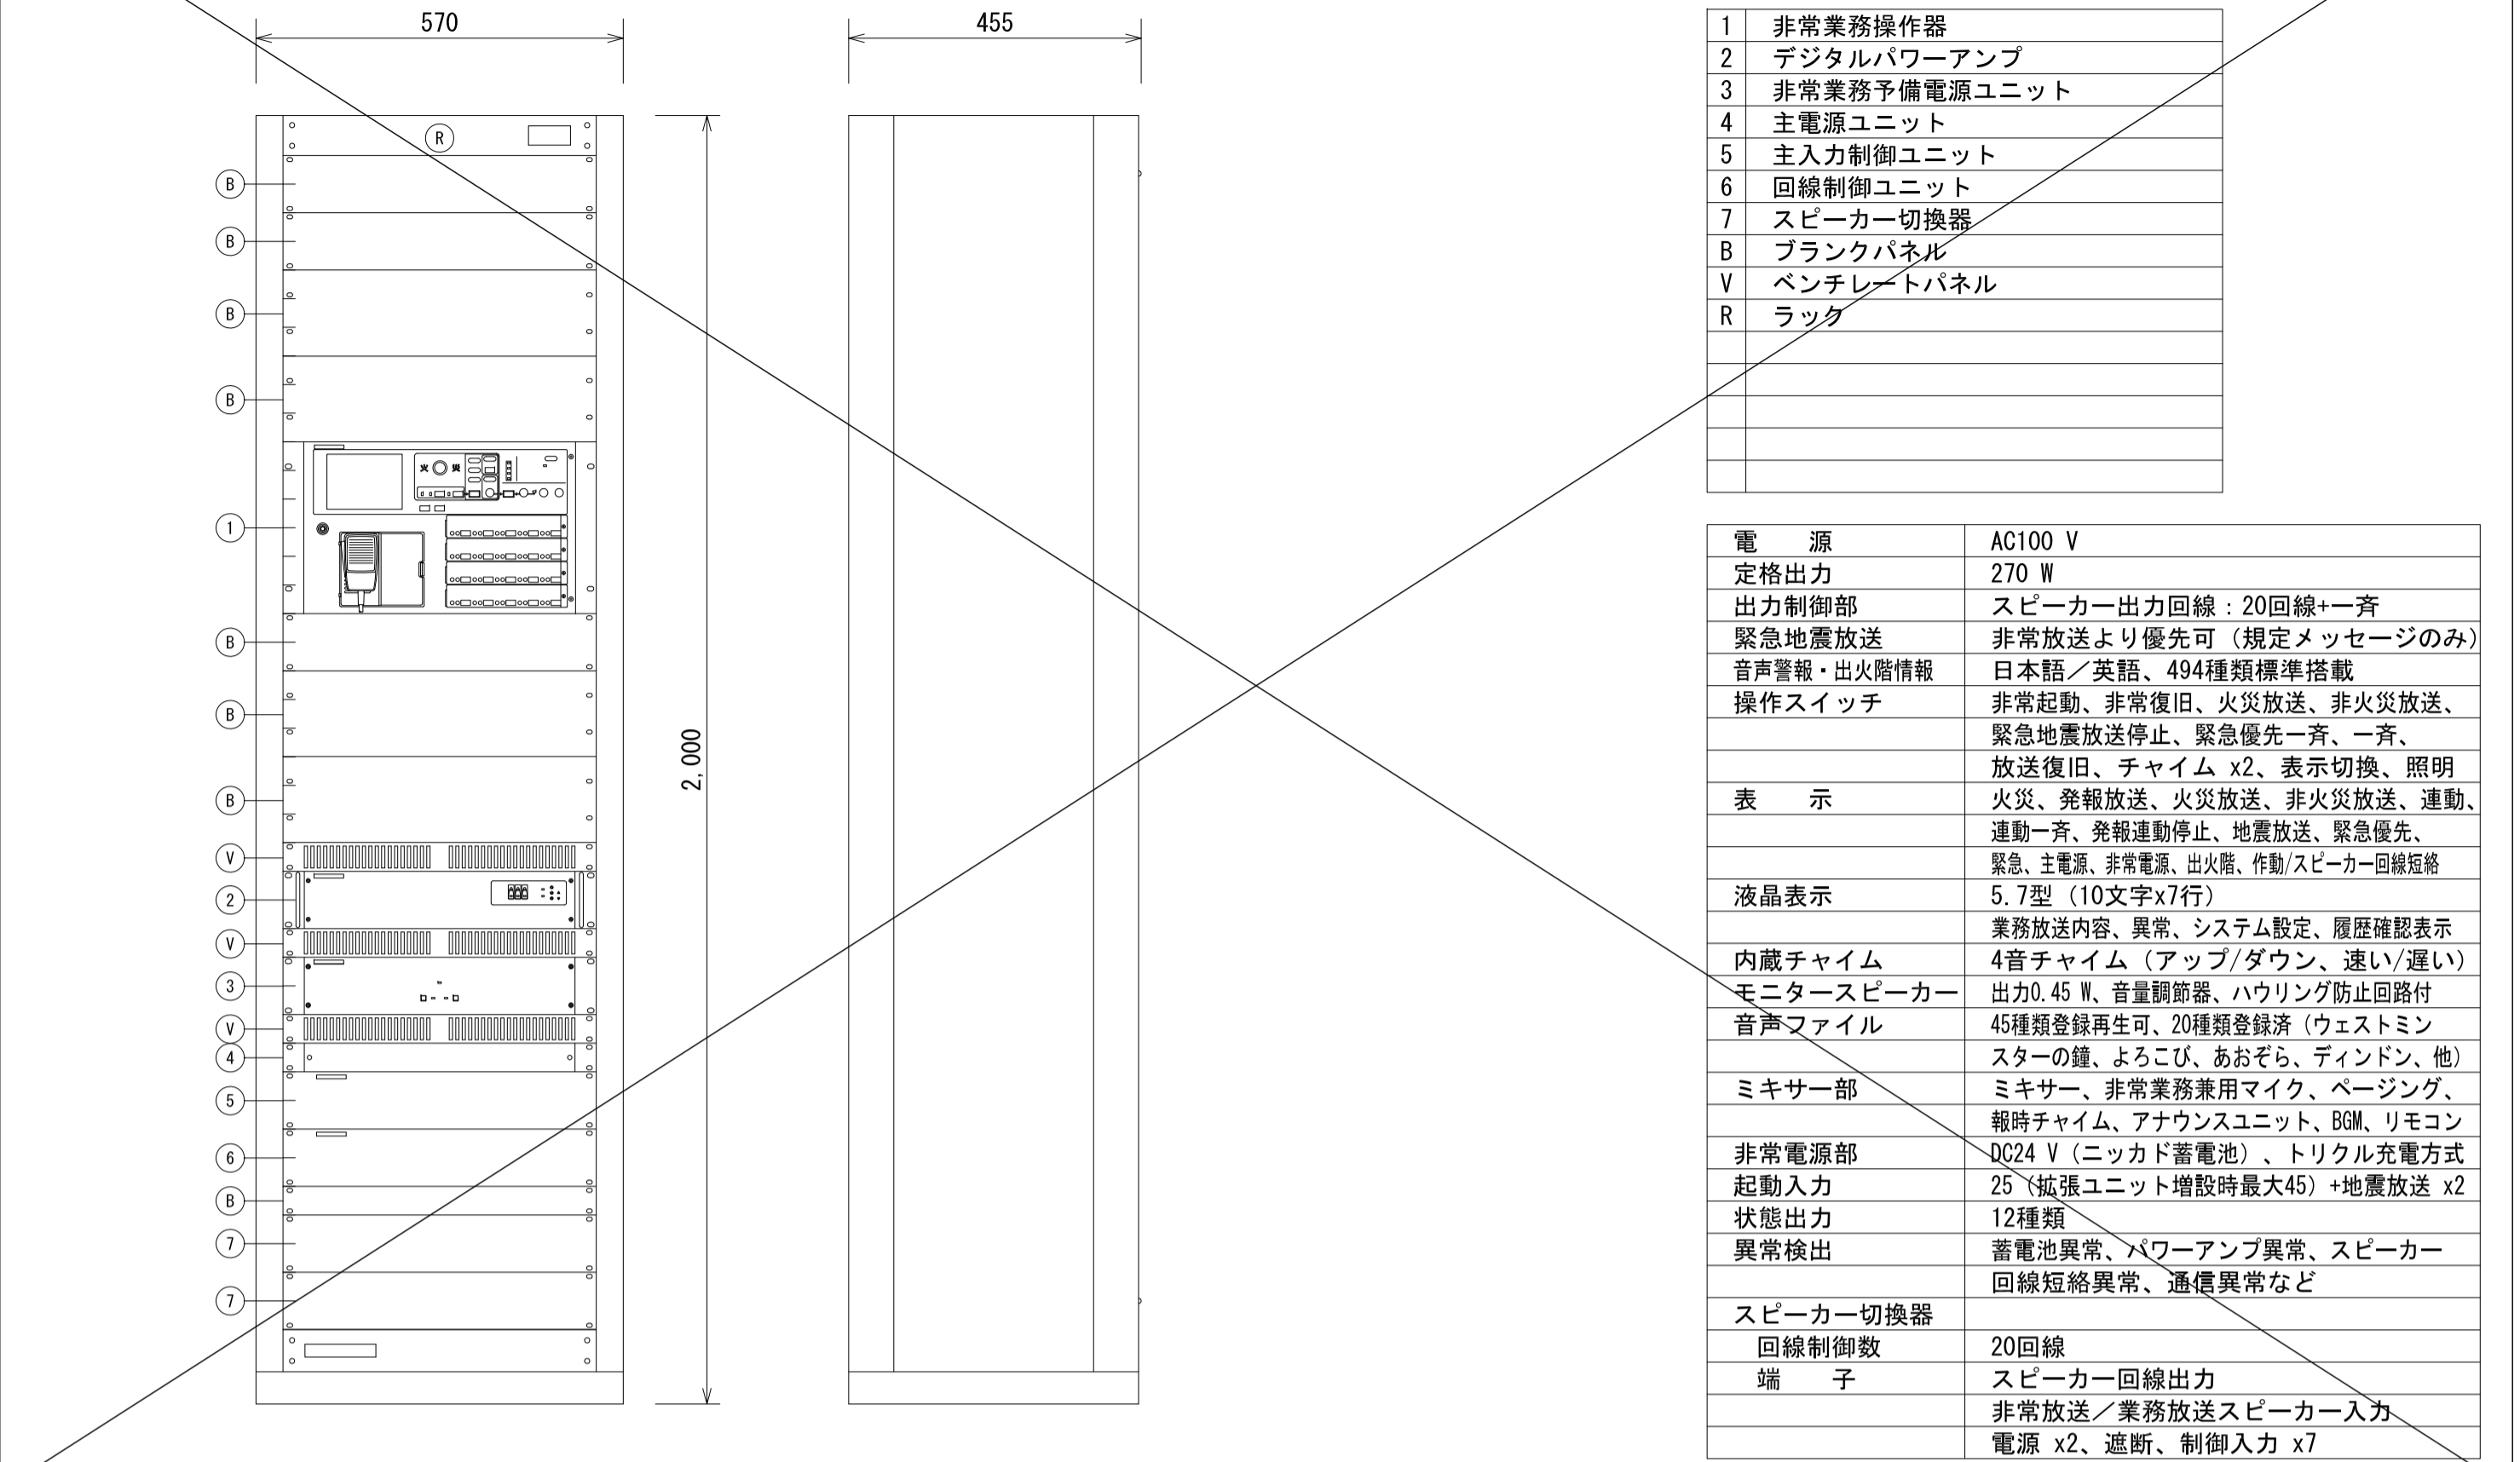 570
455
2,000
R
B
B
B
B
火 災
1
B
B
B
V
2
V
3
V
4
5
6
B
7
7
1 非常業務操作器
2 デジタルパワーアンプ
3 非常業務予備電源ユニット
4 主電源ユニット
5 主入力制御ユニット
6 回線制御ユニット
7 スピーカー切換器
B ブランクパネル
V ベンチレートパネル
R ラック
電 源 AC100 V
定格出力 270 W
出力制御部 スピーカー出力回線：20回線+一斉
緊急地震放送 非常放送より優先可（規定メッセージのみ）
音声警報・出火階情報 日本語／英語、494種類標準搭載
操作スイッチ 非常起動、非常復旧、火災放送、非火災放送、
緊急地震放送停止、緊急優先一斉、一斉、
放送復旧、チャイム x2、表示切換、照明
表 示 火災、発報放送、火災放送、非火災放送、連動、
連動一斉、発報連動停止、地震放送、緊急優先、
緊急、主電源、非常電源、出火階、作動/スピーカー回線短絡
液晶表示 5.7型（10文字x7行）
業務放送内容、異常、システム設定、履歴確認表示
内蔵チャイム 4音チャイム（アップ/ダウン、速い/遅い）
モニタースピーカー 出力0.45 W、音量調節器、ハウリング防止回路付
音声ファイル 45種類登録再生可、20種類登録済（ウェストミン
スターの鐘、よろこび、あおぞら、ディンドン、他）
ミキサー部 ミキサー、非常業務兼用マイク、ページング、
報時チャイム、アナウンスユニット、BGM、リモコン
非常電源部 DC24 V（ニッカド蓄電池）、トリクル充電方式
起動入力 25（拡張ユニット増設時最大45）+地震放送 x2
状態出力 12種類
異常検出 蓄電池異常、パワーアンプ異常、スピーカー
回線短絡異常、通信異常など
スピーカー切換器
回線制御数 20回線
端 子 スピーカー回線出力
非常放送／業務放送スピーカー入力
電源 x2、遮断、制御入力 x7